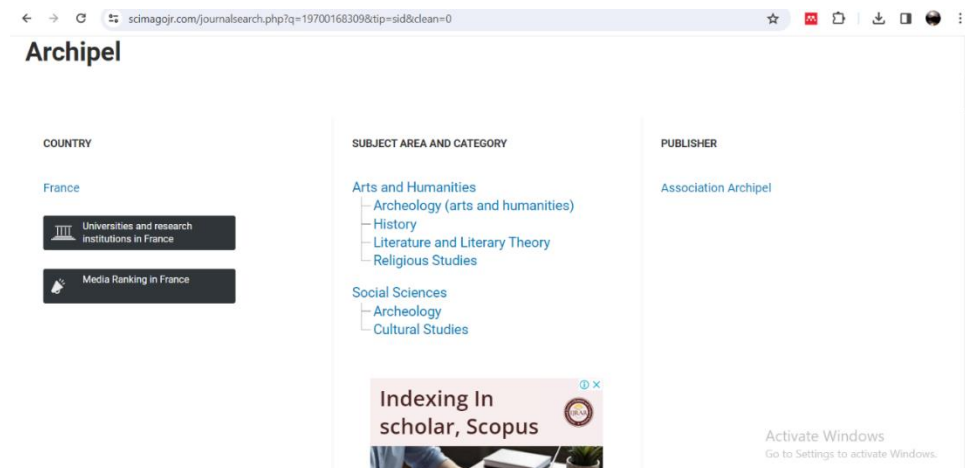 scimagojr.com/journalsearch.php?q=19700168309&tip=sid&clean=0
Archipel
COUNTRY
France
Universities and research
institutions in France
Media Ranking in France
SUBJECT AREA AND CATEGORY
Arts and Humanities
Archeology (arts and humanities)
History
Literature and Literary Theory
Religious Studies
Social Sciences
Archeology
Cultural Studies
PUBLISHER
Association Archipel
Indexing In
scholar, Scopus
Activate Windows
Go to Settings to activate Windows.